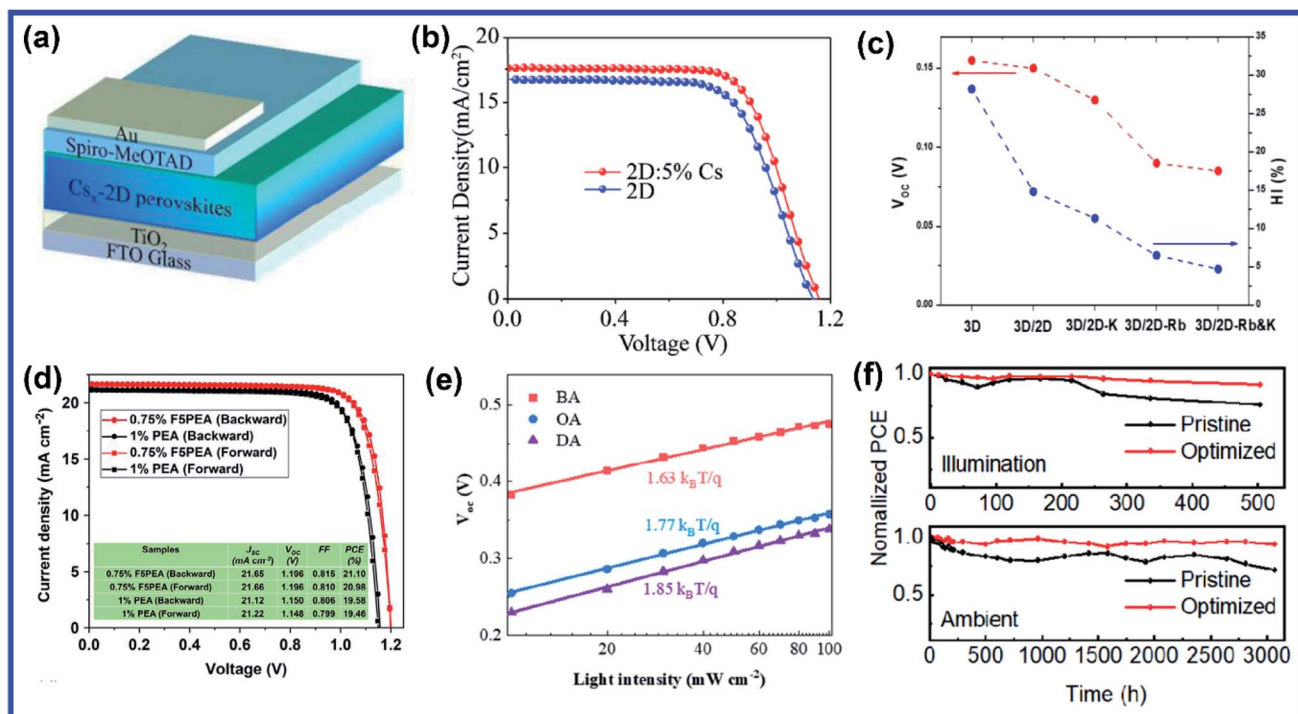 (a)
Au
Spiro-MeOTAD
Csx-2D perovskites
TiO2
FTO Glass
(b)
20
15
10
5
0
0.0
0.4
0.8
1.2
Current Density(mA/cm²)
Voltage (V)
2D:5% Cs
2D
(c)
0.15
0.10
0.05
0.00
VOC (V)
35
30
25
20
15
10
5
0
HI (%)
3D
3D/2D
3D/2D-K
3D/2D-Rb
3D/2D-Rb&K
(d)
20
15
10
5
0
Current density (mA cm⁻²)
0.75% F5PEA (Backward)
1% PEA (Backward)
0.75% F5PEA (Forward)
1% PEA (Forward)
Samples JSC (mA cm⁻²) VOC (V) FF PCE (%)
0.75% F5PEA (Backward) 21.65 1.196 0.815 21.10
0.75% F5PEA (Forward) 21.66 1.196 0.810 20.98
1% PEA (Backward) 21.12 1.150 0.806 19.58
1% PEA (Forward) 21.22 1.148 0.799 19.46
0.0 0.2 0.4 0.6 0.8 1.0 1.2
Voltage (V)
(e)
0.5
0.4
0.3
0.2
Voc (V)
BA
OA
DA
1.63 kBT/q
1.77 kBT/q
1.85 kBT/q
20 40 60 80 100
Light intensity (mW cm⁻²)
(f)
Normallized PCE
1.0
0.5
Pristine
Optimized
Illumination
0 100 200 300 400 500
1.0
0.5
Pristine
Optimized
Ambient
0 500 1000 1500 2000 2500 3000
Time (h)